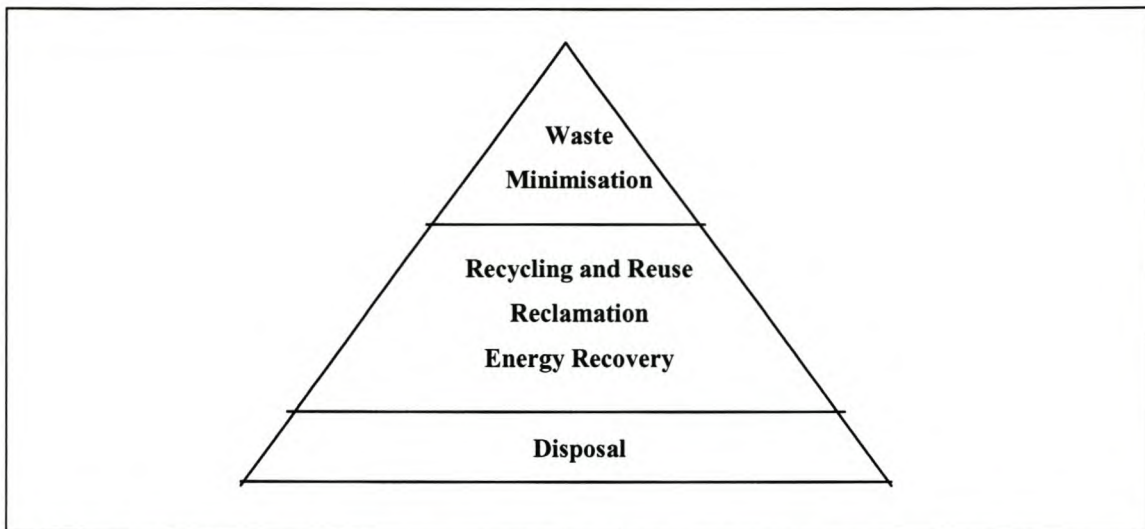 Waste
Minimisation
Recycling and Reuse
Reclamation
Energy Recovery
Disposal